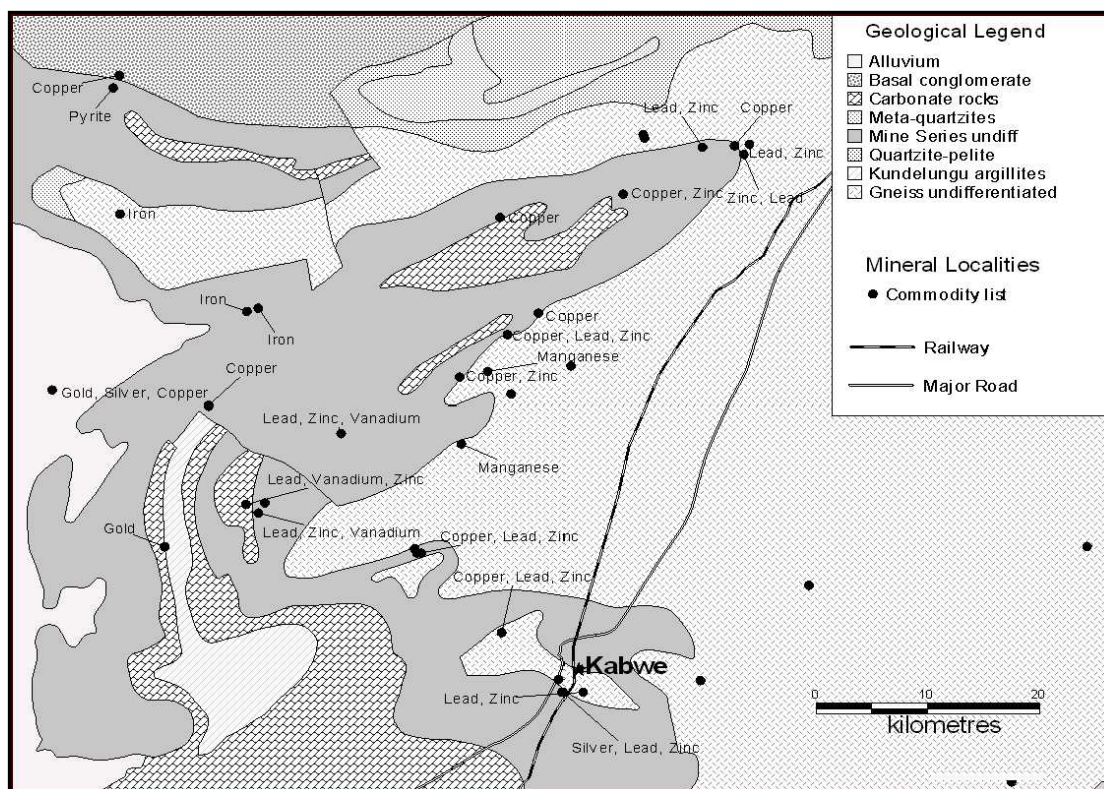 Geological Legend
Alluvium
Basal conglomerate
Carbonate rocks
Meta-quartzites
Mine Series undiff
Quartzite-pelite
Kundelungu argillites
Gneiss undifferentiated
Mineral Localities
Commodity list
Railway
Major Road
Copper
Pyrite
Lead, Zinc
Copper
Lead, Zinc
Zinc, Lead
Copper, Zinc
Iron
Copper
Iron
Iron
Copper
Copper, Lead, Zinc
Manganese
Copper, Zinc
Gold, Silver, Copper
Copper
Lead, Zinc, Vanadium
Manganese
Lead, Vanadium, Zinc
Lead, Zinc, Vanadium
Gold
Copper, Lead, Zinc
Copper, Lead, Zinc
Kabwe
Lead, Zinc
Silver, Lead, Zinc
0 10 20
kilometres